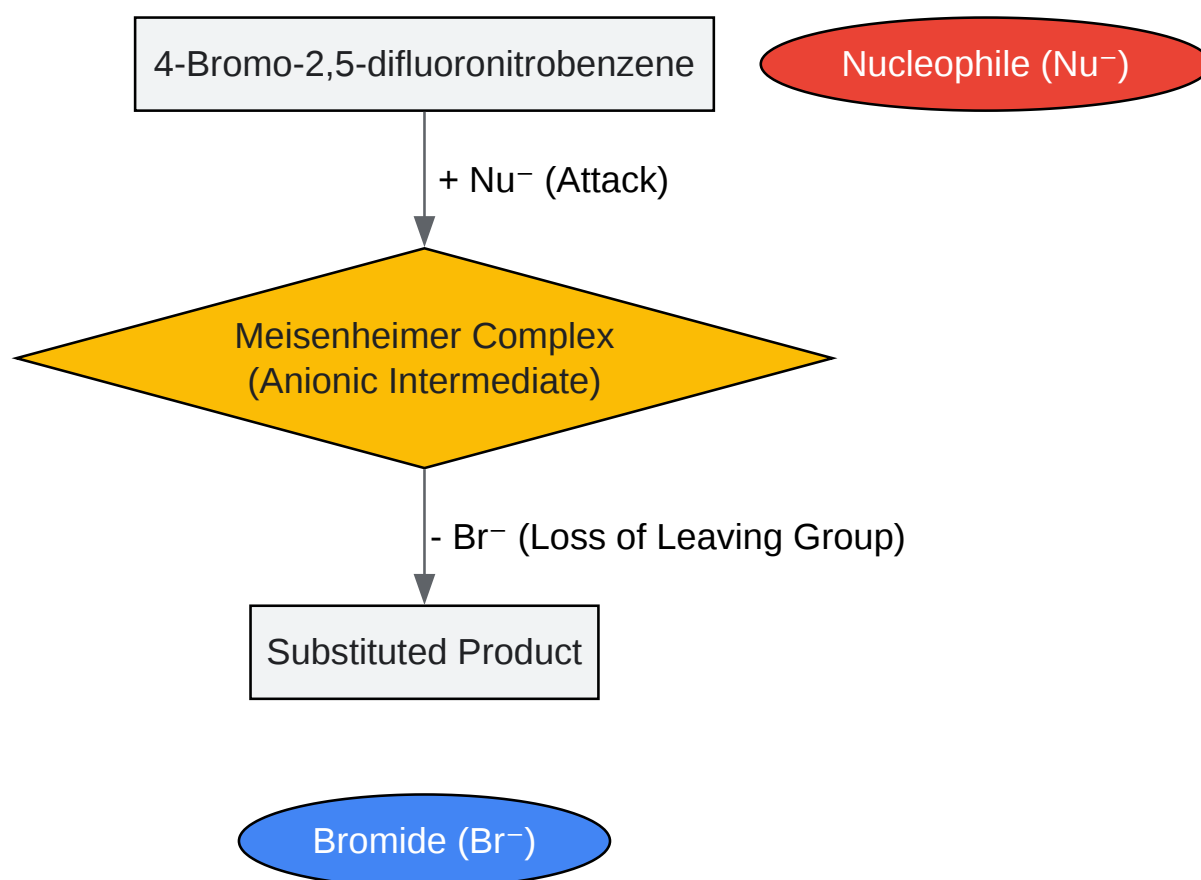 4-Bromo-2,5-difluoronitrobenzene
Nucleophile (Nu⁻)
+ Nu⁻ (Attack)
Meisenheimer Complex
(Anionic Intermediate)
- Br⁻ (Loss of Leaving Group)
Substituted Product
Bromide (Br⁻)